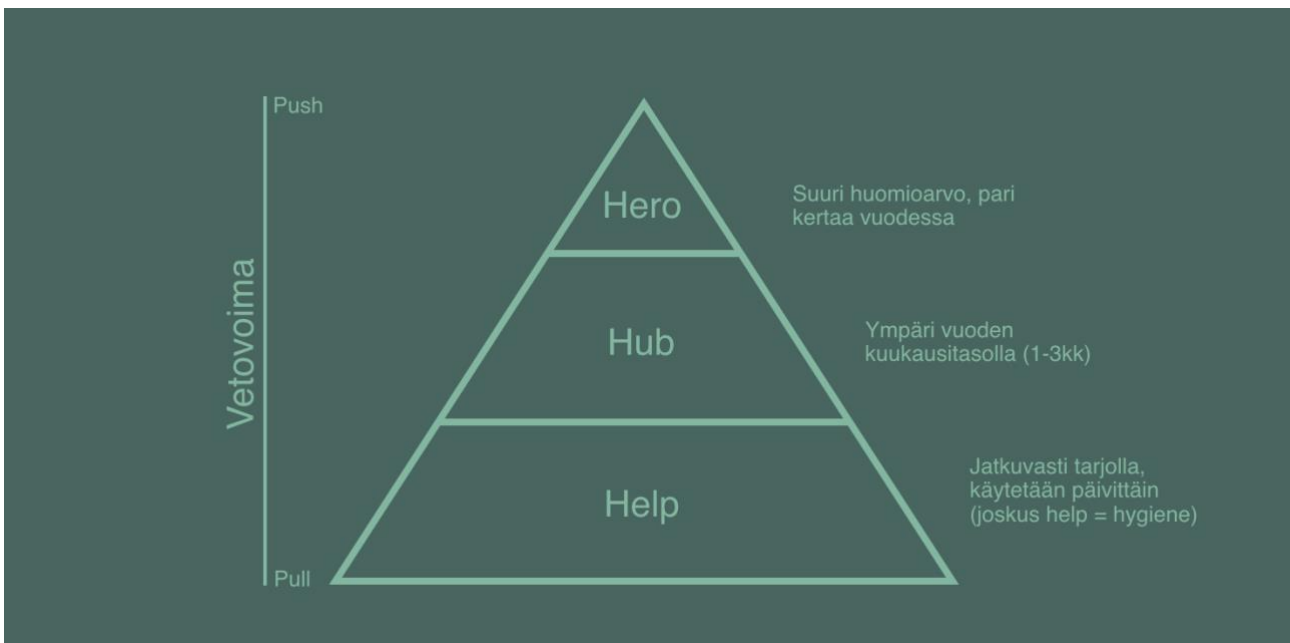 Push
Hero
Suuri huomioarvo, pari
kertaa vuodessa
Vetovoima
Hub
Ympäri vuoden
kuukausitasolla (1-3kk)
Help
Jatkuvasti tarjolla,
käytetään päivittäin
(joskus help = hygiene)
Pull